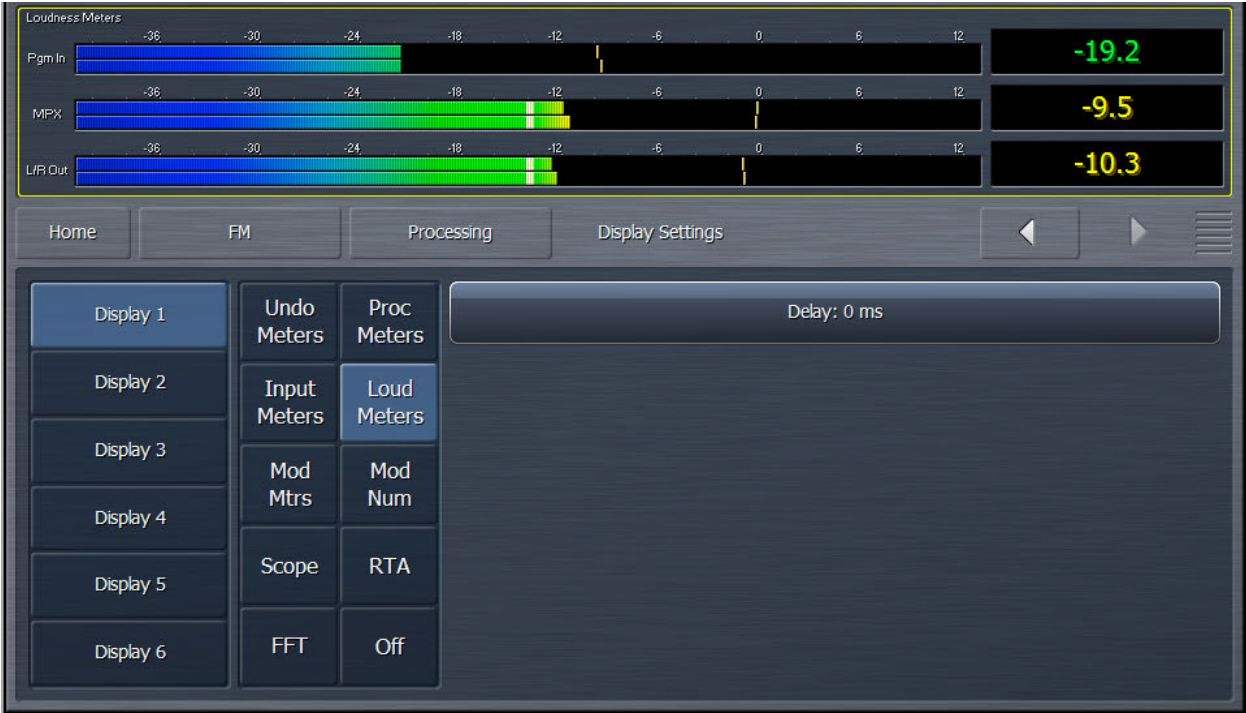 Loudness Meters
-36 -30 -24 -18 -12 -6 0 6 12
Pgm In
-19.2
-36 -30 -24 -18 -12 -6 0 6 12
MPX
-9.5
-36 -30 -24 -18 -12 -6 0 6 12
L/R Out
-10.3
Home FM Processing Display Settings
Display 1
Display 2
Display 3
Display 4
Display 5
Display 6
Undo
Meters
Proc
Meters
Input
Meters
Loud
Meters
Mod
Mtrs
Mod
Num
Scope
RTA
FFT
Off
Delay: 0 ms